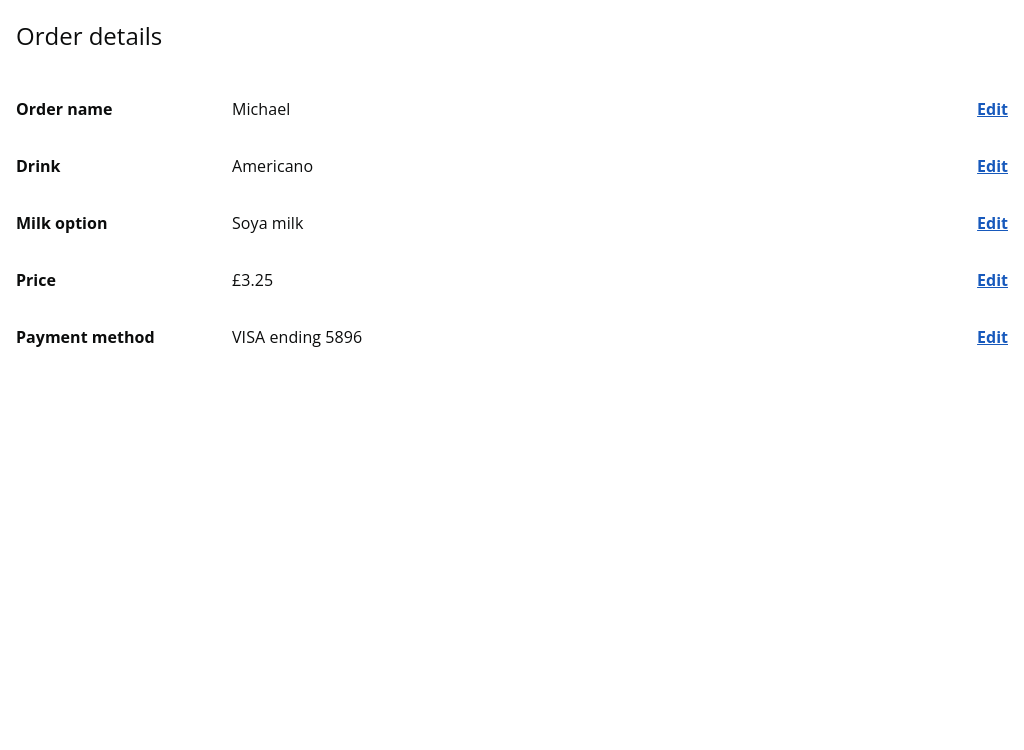 Order details
Order name Michael Edit
Drink Americano Edit
Milk option Soya milk Edit
Price £3.25 Edit
Payment method VISA ending 5896 Edit